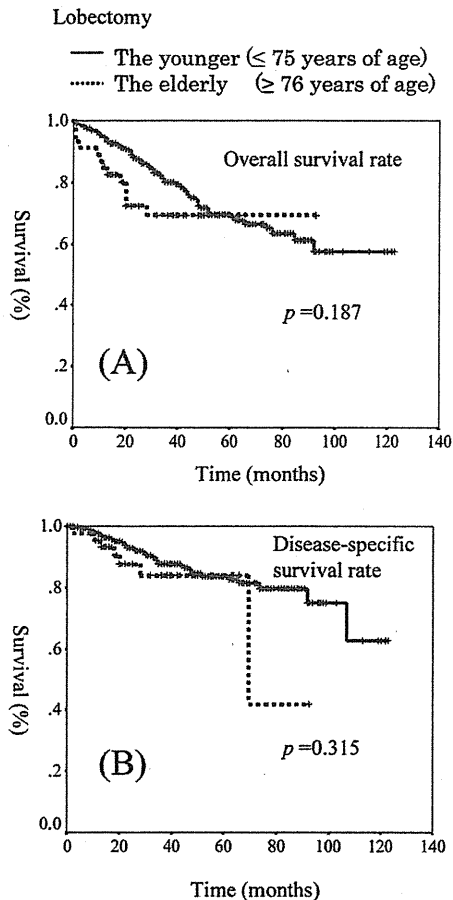 Lobectomy
The younger (≤ 75 years of age)
The elderly (≥ 76 years of age)
1.0
.8
.6
.4
.2
0.0
Survival (%)
Overall survival rate
p =0.187
(A)
0 20 40 60 80 100 120 140
Time (months)
1.0
.8
.6
.4
.2
0.0
Survival (%)
Disease-specific
survival rate
p =0.315
(B)
0 20 40 60 80 100 120 140
Time (months)